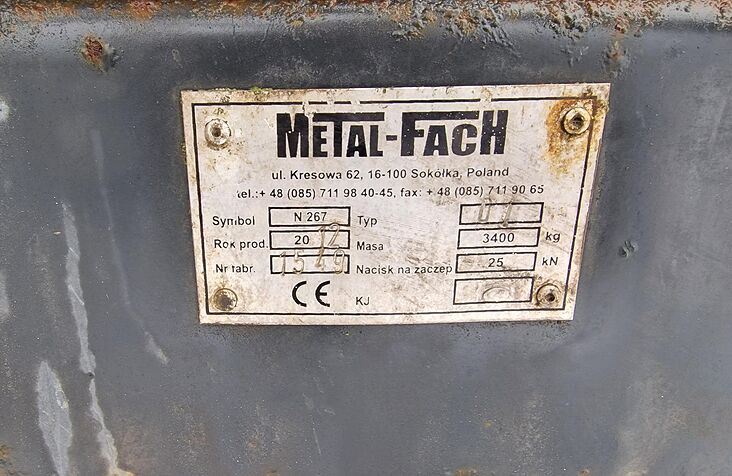 METAL-FACH
ul. Kresowa 62, 16-100 Sokółka, Poland
tel.:+ 48 (085) 711 98 40-45, fax: + 48 (085) 711 90 65
Symbol N 267 Typ 01
Rok prod. 2012 Masa 3400 kg
Nr fabr. 1549 Nacisk na zaczep 25 kN
CE KJ